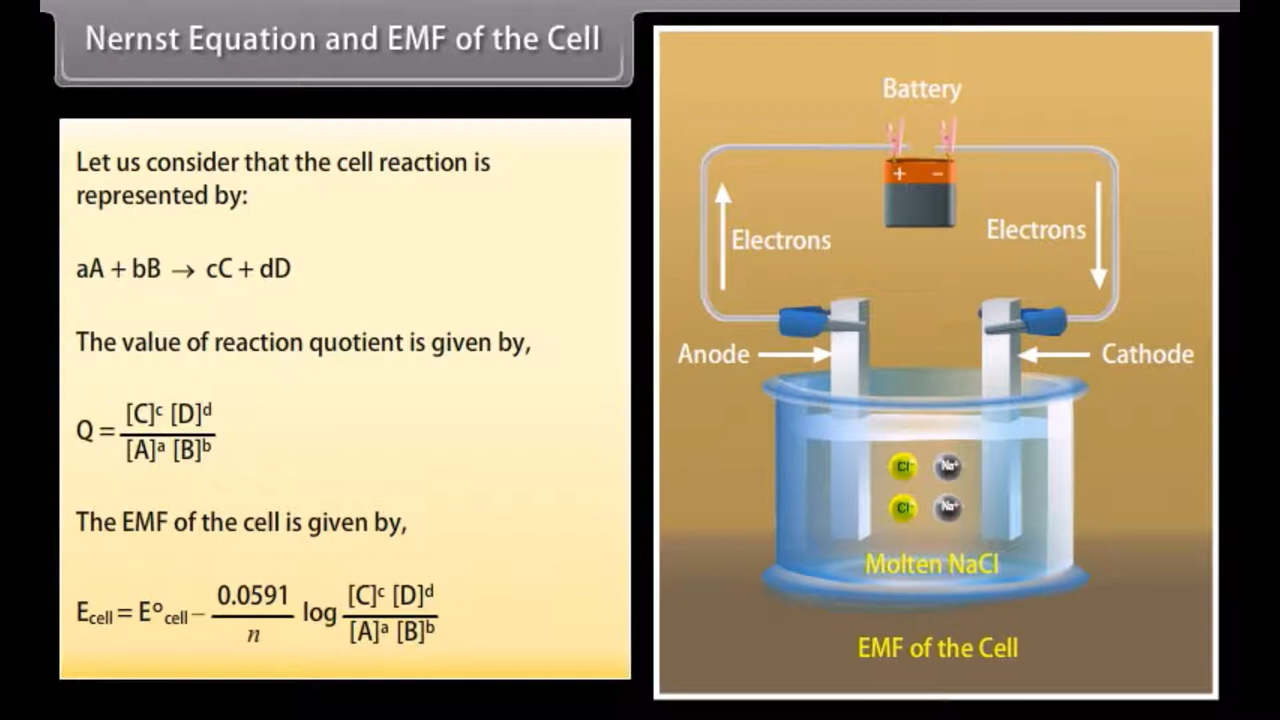 Nernst Equation and EMF of the Cell
Let us consider that the cell reaction is
represented by:
aA + bB → cC + dD
The value of reaction quotient is given by,
Q = [C]ᶜ [D]ᵈ / [A]ᵃ [B]ᵇ
The EMF of the cell is given by,
E_cell = E°_cell – 0.0591 / n log [C]ᶜ [D]ᵈ / [A]ᵃ [B]ᵇ
Battery
+ –
Electrons
Electrons
Anode
Cathode
Cl⁻ Na⁺
Cl⁻ Na⁺
Molten NaCl
EMF of the Cell